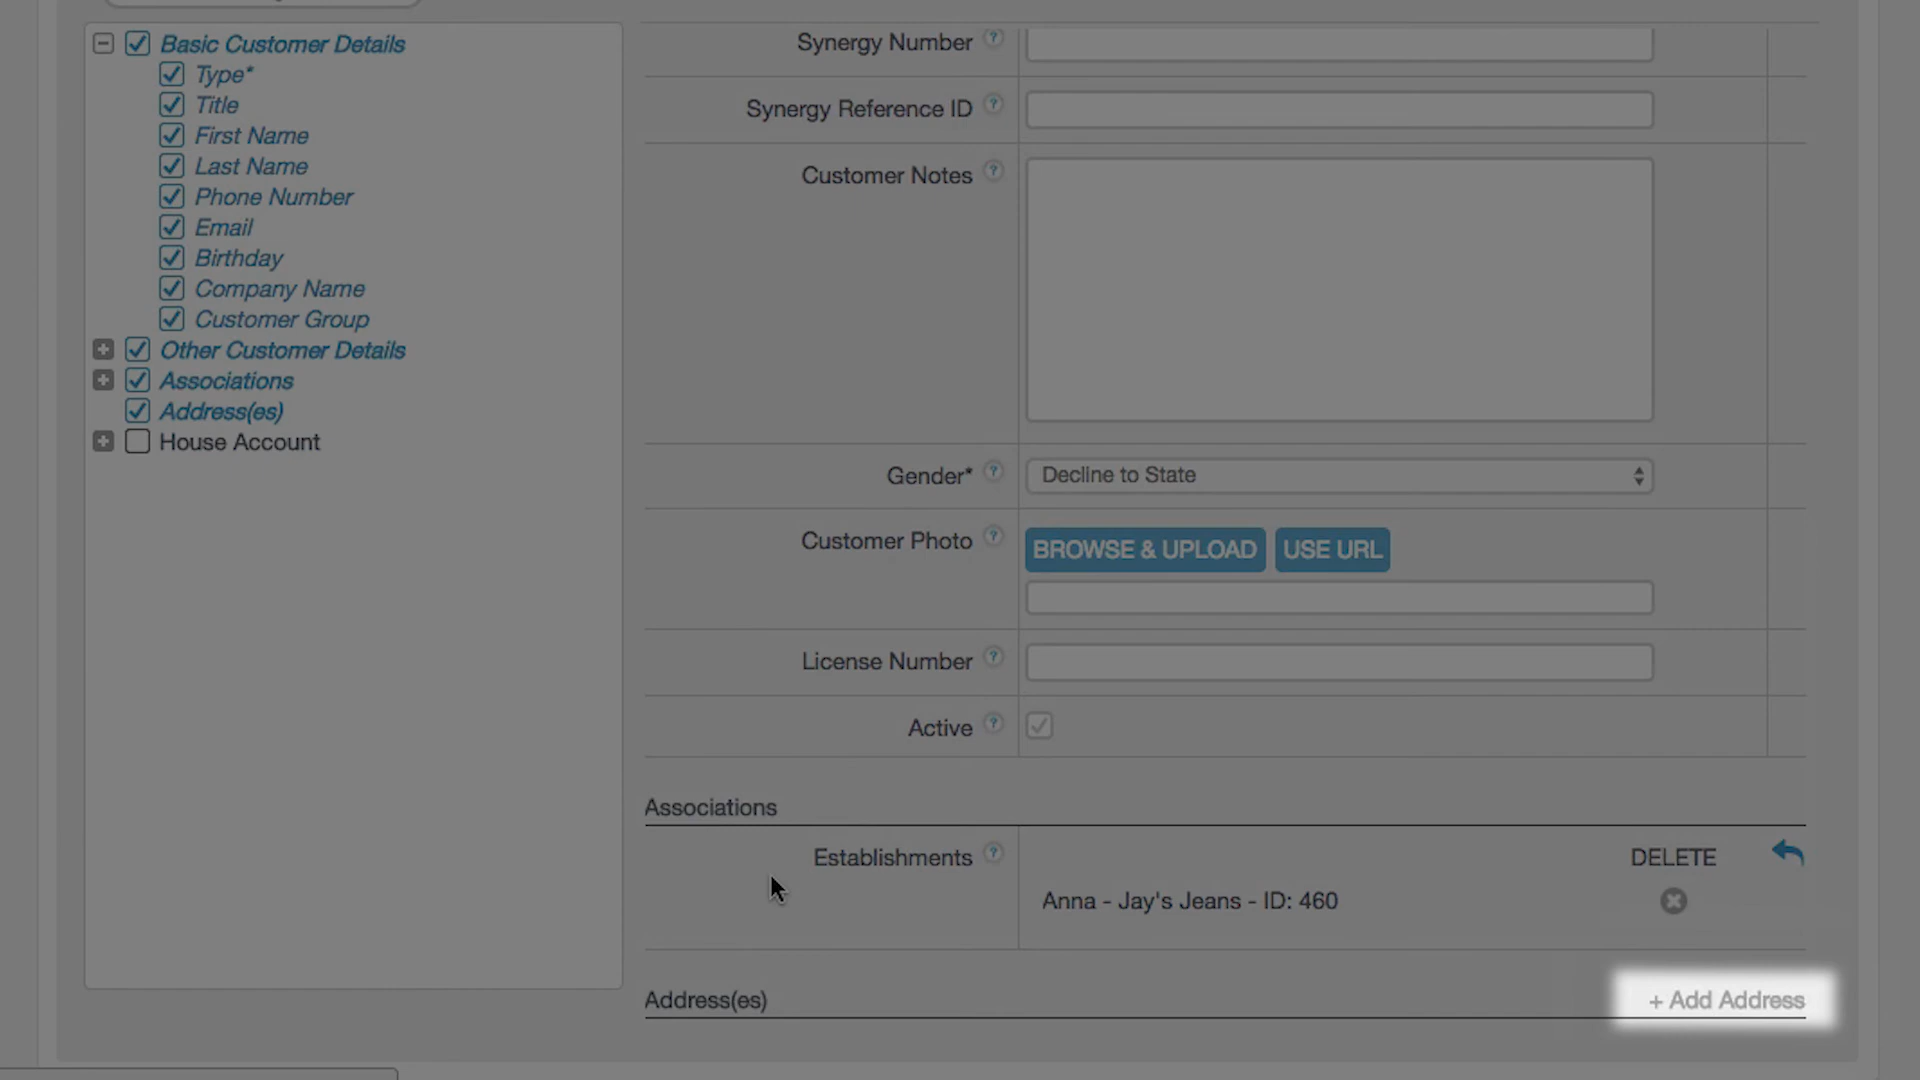 Basic Customer Details
Type*
Title
First Name
Last Name
Phone Number
Email
Birthday
Company Name
Customer Group
Other Customer Details
Associations
Address(es)
House Account
Synergy Number ?
Synergy Reference ID ?
Customer Notes ?
Gender* ? Decline to State
Customer Photo ? BROWSE & UPLOAD USE URL
License Number ?
Active ?
Associations
Establishments ? DELETE
Anna - Jay's Jeans - ID: 460
Address(es) + Add Address